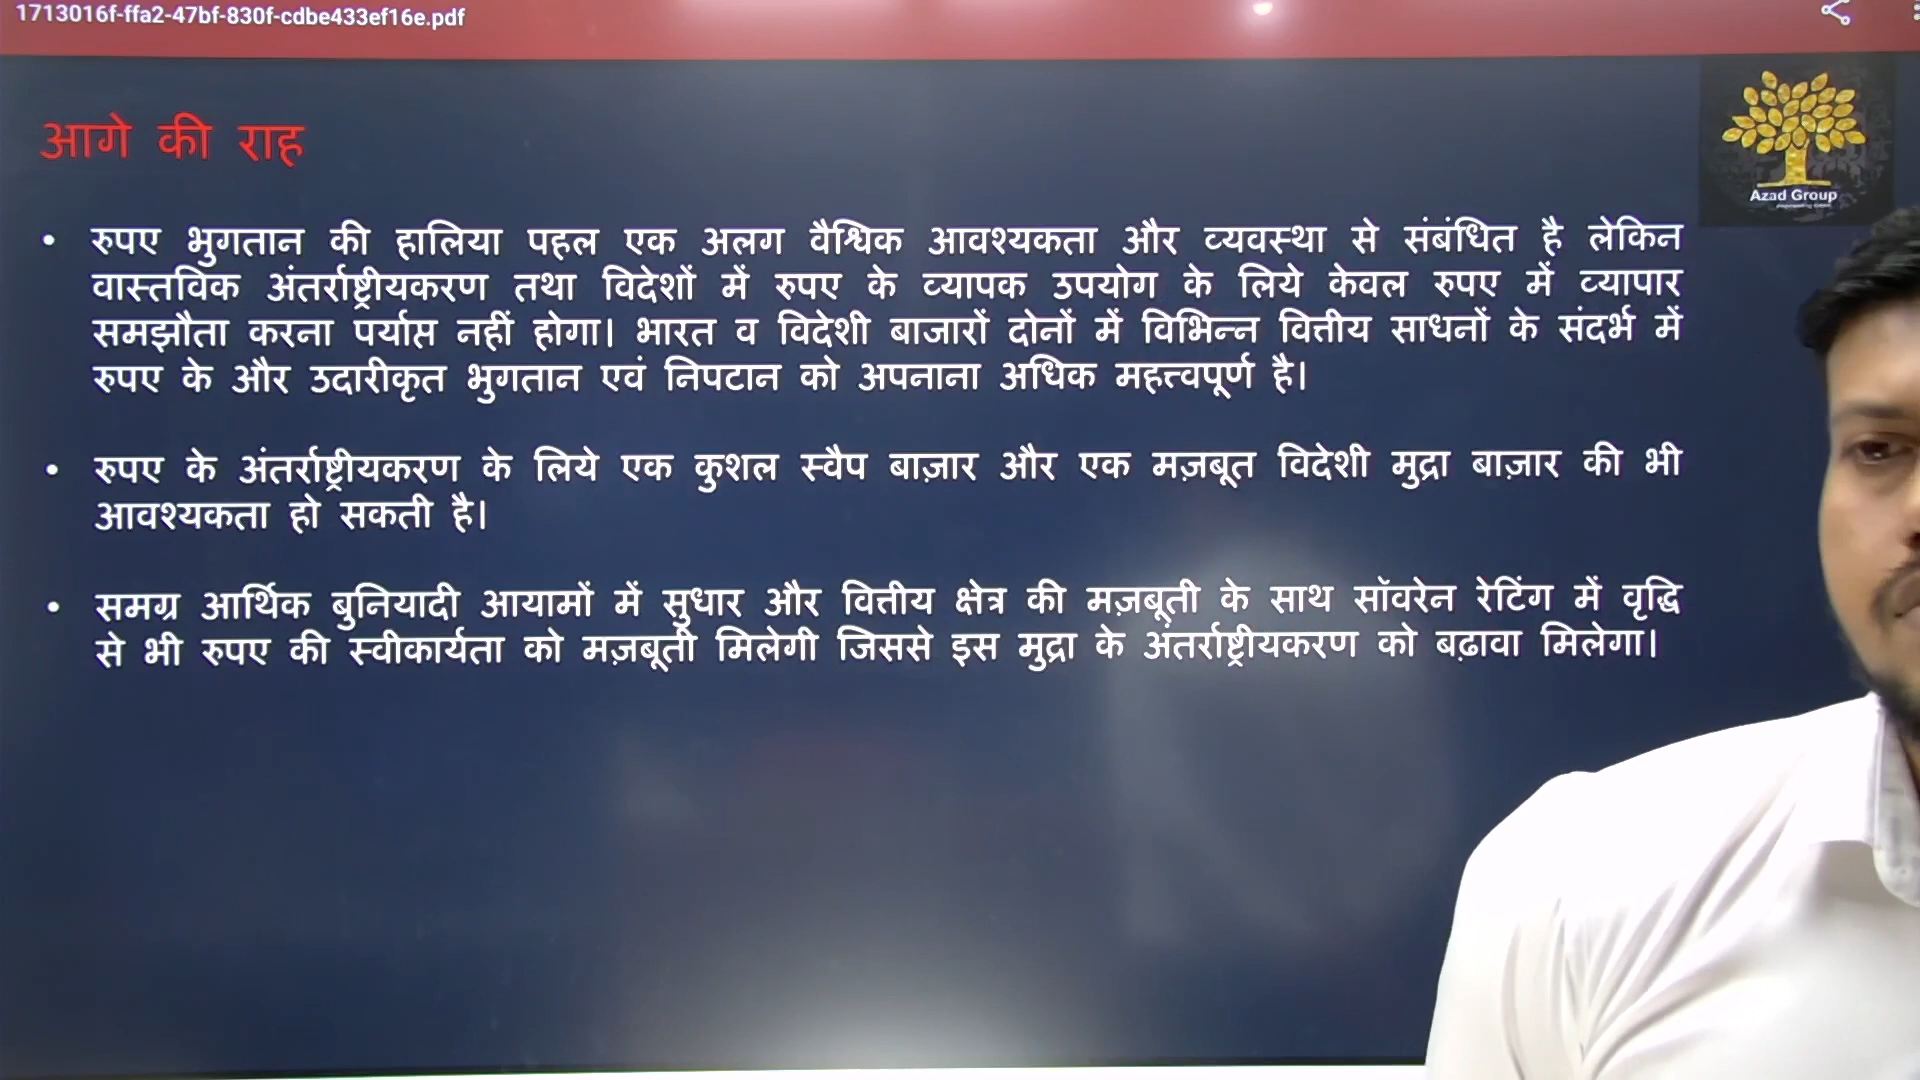 1713016f-ffa2-47bf-830f-cdbe433ef16e.pdf
आगे की राह
Azad Group
• रुपए भुगतान की हालिया पहल एक अलग वैश्विक आवश्यकता और व्यवस्था से संबंधित है लेकिन
वास्तविक अंतर्राष्ट्रीयकरण तथा विदेशों में रुपए के व्यापक उपयोग के लिये केवल रुपए में व्यापार
समझौता करना पर्याप्त नहीं होगा। भारत व विदेशी बाजारों दोनों में विभिन्न वित्तीय साधनों के संदर्भ में
रुपए के और उदारीकृत भुगतान एवं निपटान को अपनाना अधिक महत्त्वपूर्ण है।
• रुपए के अंतर्राष्ट्रीयकरण के लिये एक कुशल स्वैप बाज़ार और एक मज़बूत विदेशी मुद्रा बाज़ार की भी
आवश्यकता हो सकती है।
• समग्र आर्थिक बुनियादी आयामों में सुधार और वित्तीय क्षेत्र की मज़बूती के साथ सॉवरेन रेटिंग में वृद्धि
से भी रुपए की स्वीकार्यता को मज़बूती मिलेगी जिससे इस मुद्रा के अंतर्राष्ट्रीयकरण को बढ़ावा मिलेगा।